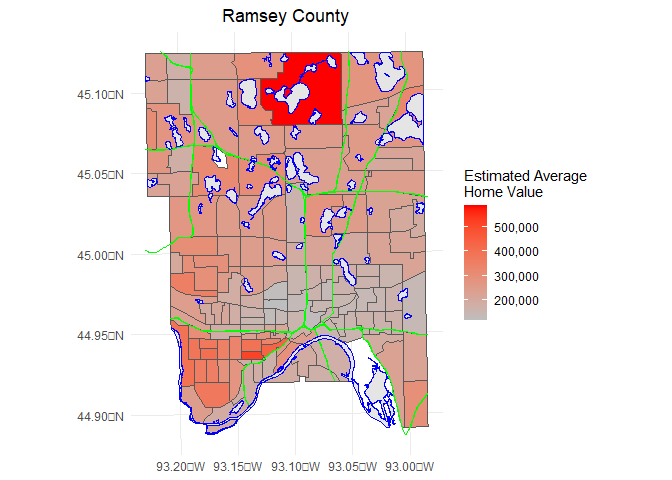 Ramsey County
45.10□N
45.05□N
45.00□N
44.95□N
44.90□N
93.20□W 93.15□W 93.10□W 93.05□W 93.00□W
Estimated Average
Home Value
500,000
400,000
300,000
200,000